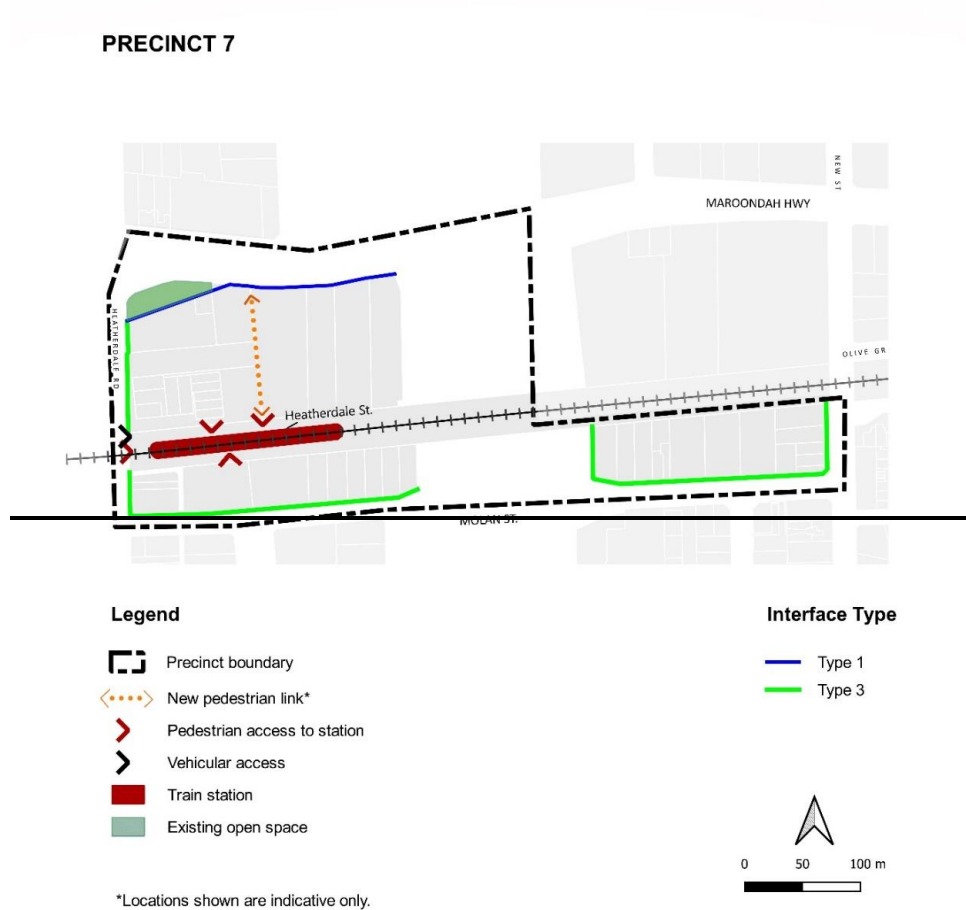 PRECINCT 7
NEW ST
MAROONDAH HWY
HEATHERDALE RD
OLIVE GR
Heatherdale St.
MOLAN ST.
Legend
Precinct boundary
New pedestrian link*
Pedestrian access to station
Vehicular access
Train station
Existing open space
Interface Type
Type 1
Type 3
0 50 100 m
*Locations shown are indicative only.